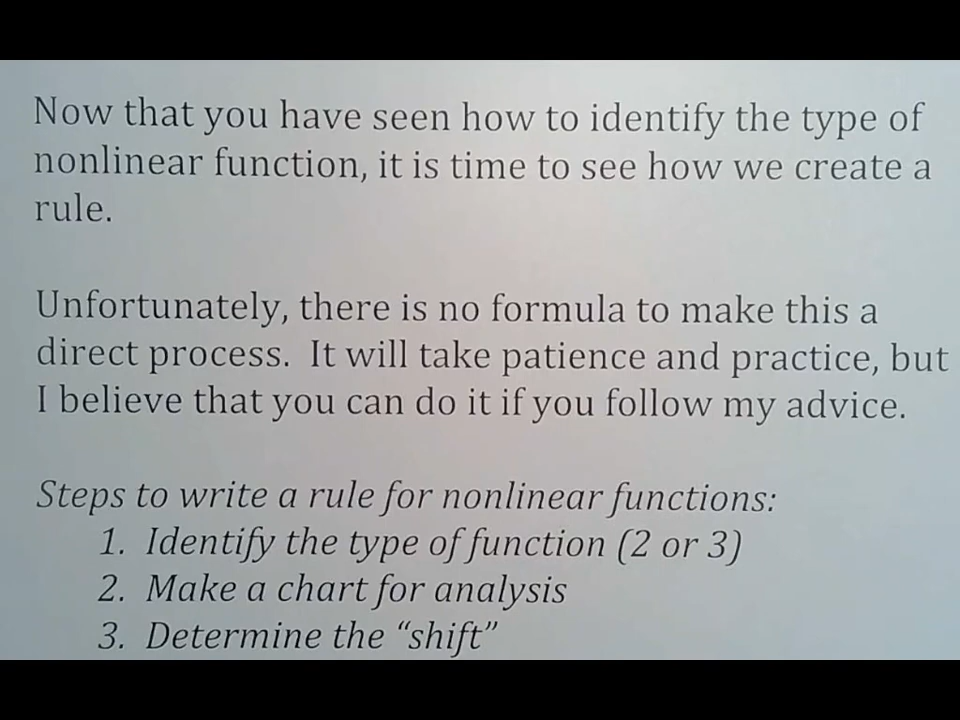 Now that you have seen how to identify the type of
nonlinear function, it is time to see how we create a
rule.
Unfortunately, there is no formula to make this a
direct process.  It will take patience and practice, but
I believe that you can do it if you follow my advice.
Steps to write a rule for nonlinear functions:
1. Identify the type of function (2 or 3)
2. Make a chart for analysis
3. Determine the “shift”